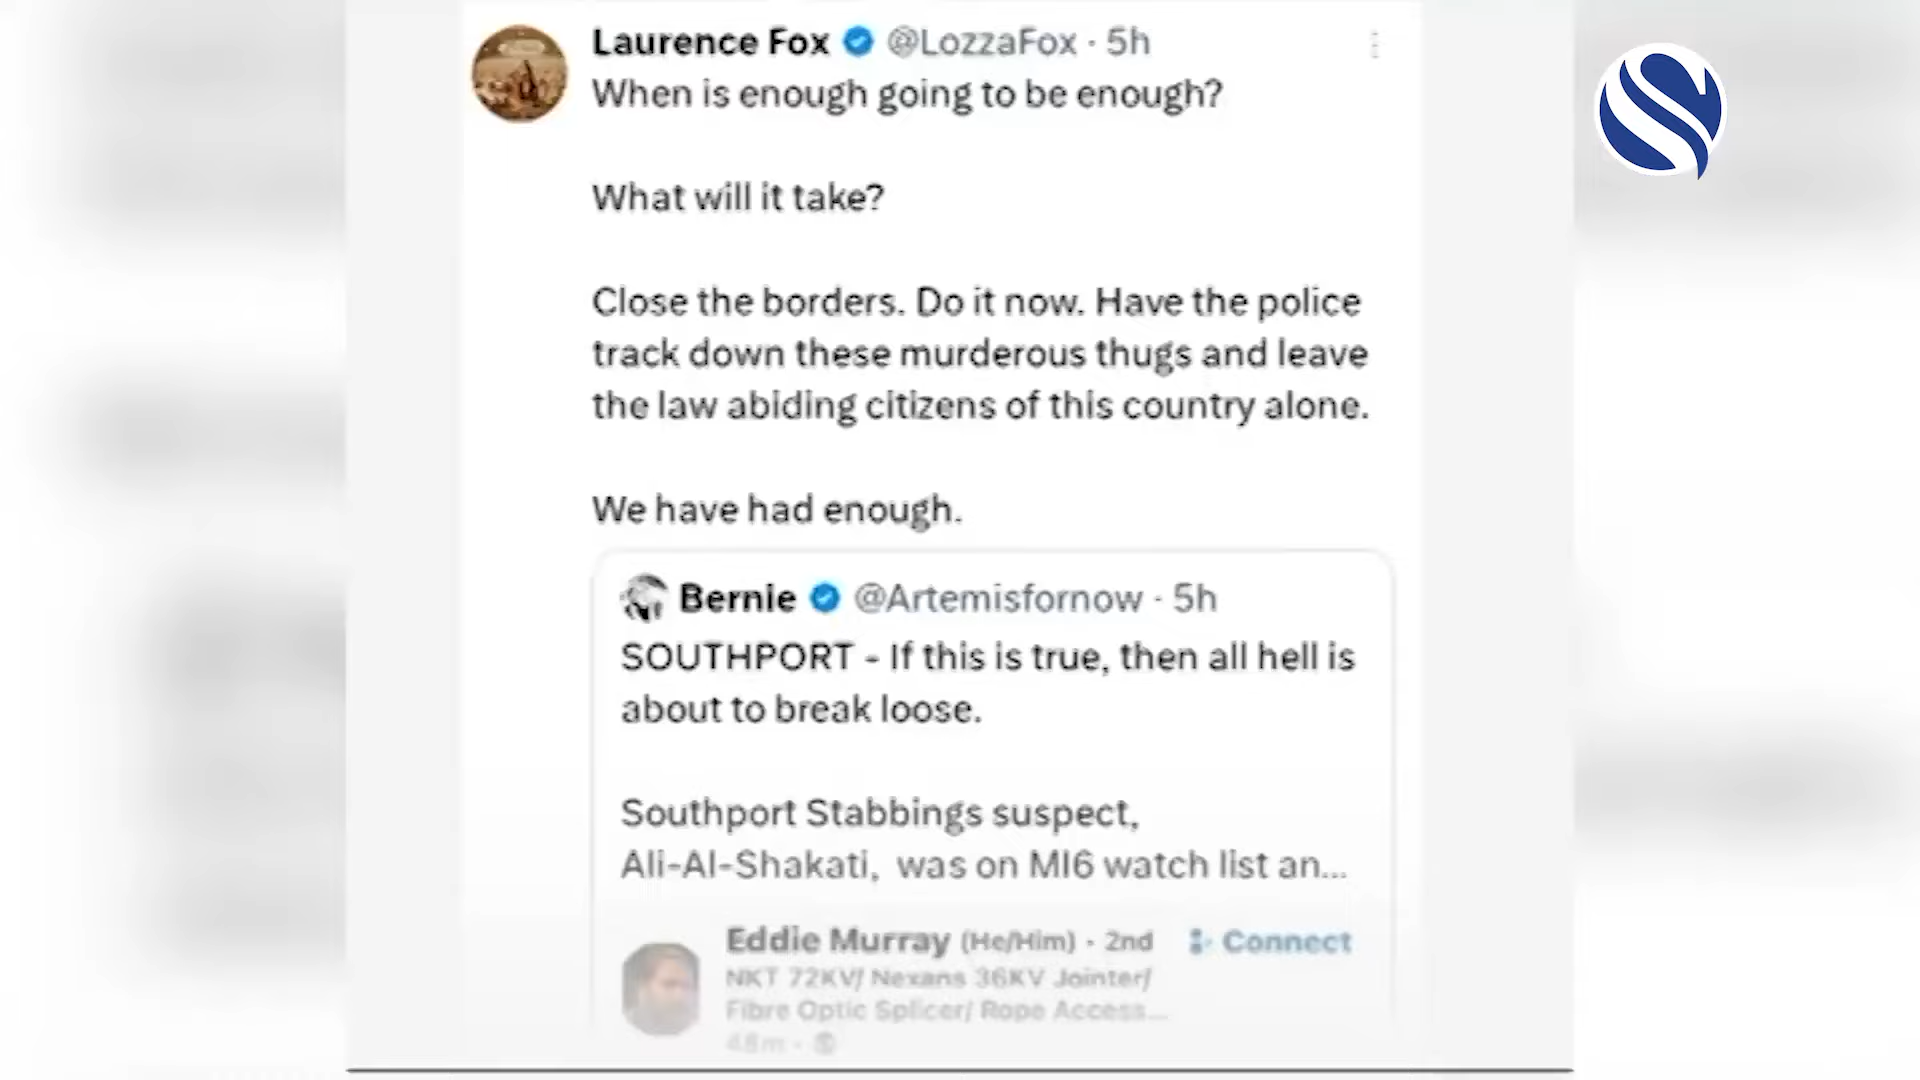 Laurence Fox @LozzaFox · 5h
When is enough going to be enough?
What will it take?
Close the borders. Do it now. Have the police
track down these murderous thugs and leave
the law abiding citizens of this country alone.
We have had enough.
Bernie @Artemisfornow · 5h
SOUTHPORT - If this is true, then all hell is
about to break loose.
Southport Stabbings suspect,
Ali-Al-Shakati, was on MI6 watch list an...
Eddie Murray (He/Him) · 2nd Connect
NKT 72KV/ Nexans 36KV Jointer/
Fibre Optic Splicer/ Rope Access...
48m ·